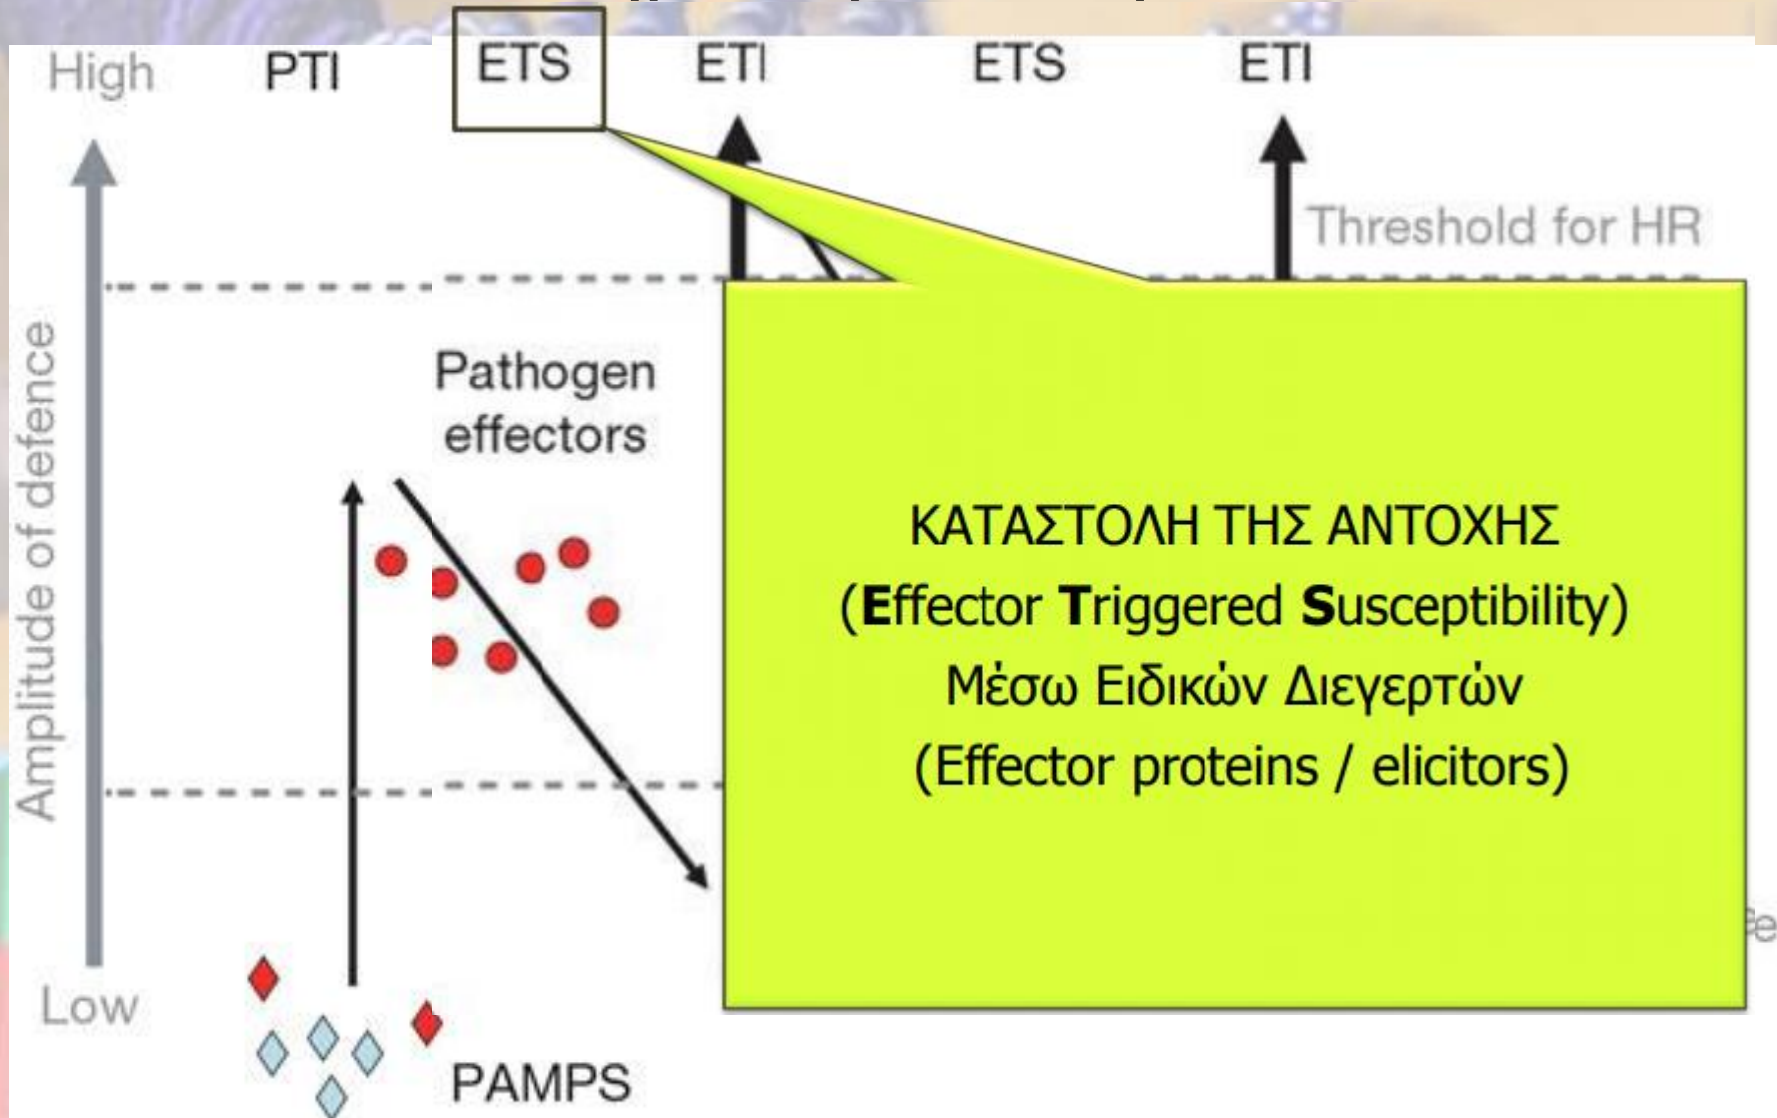 High PTI ETS ETI ETS ETI
Threshold for HR
Amplitude of defence
Pathogen
effectors
ΚΑΤΑΣΤΟΛΗ ΤΗΣ ΑΝΤΟΧΗΣ
(Effector Triggered Susceptibility)
Μέσω Ειδικών Διεγερτών
(Effector proteins / elicitors)
Low
PAMPS